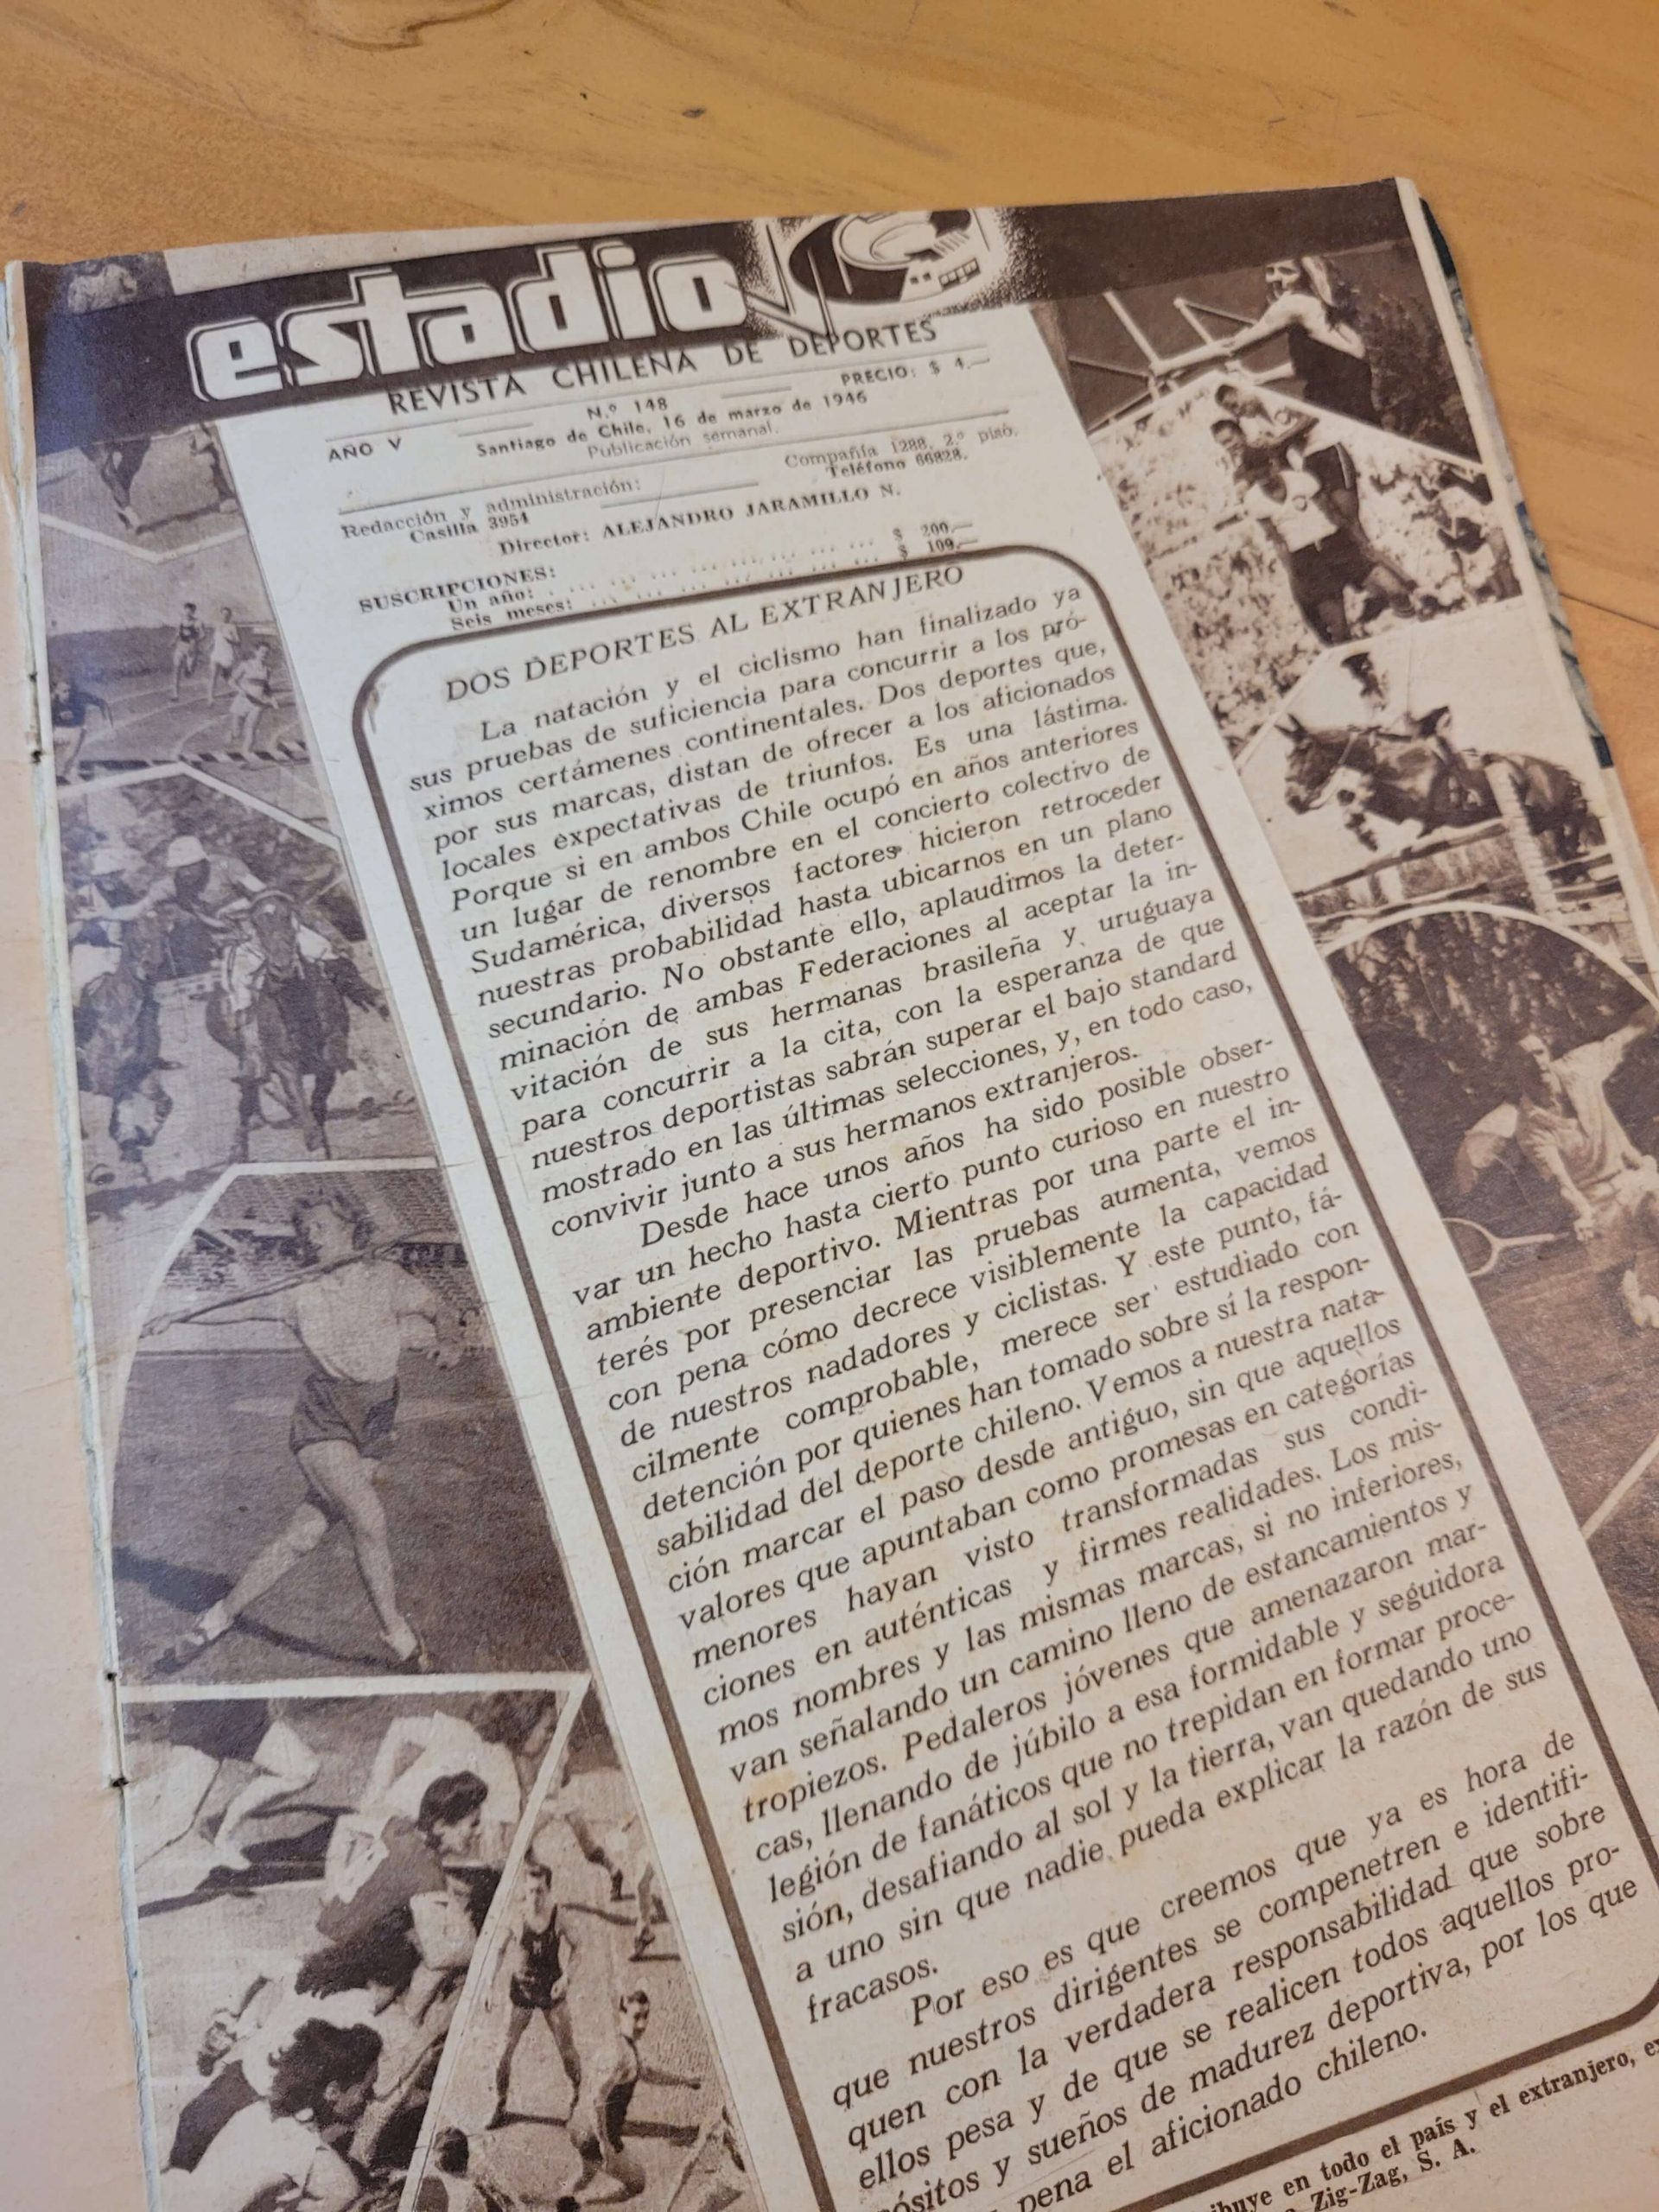 estadio
REVISTA CHILENA DE DEPORTES
AÑO V
N.º 148
PRECIO: $ 4.—
Santiago de Chile, 16 de marzo de 1946
Publicación semanal.
Redacción y administración:
Compañía 1288, 2.º piso.
Casilla 3954
Teléfono 66828.
Director: ALEJANDRO JARAMILLO N.
SUSCRIPCIONES:
Un año: . ... ... ... ... ... ... ... ... $ 200.—
Seis meses: ... ... ... ... ... ... ... ... $ 109.—
DOS DEPORTES AL EXTRANJERO
La natación y el ciclismo han finalizado ya
sus pruebas de suficiencia para concurrir a los pró-
ximos certámenes continentales. Dos deportes que,
por sus marcas, distan de ofrecer a los aficionados
locales expectativas de triunfos. Es una lástima.
Porque si en ambos Chile ocupó en años anteriores
un lugar de renombre en el concierto colectivo de
Sudamérica, diversos factores hicieron retroceder
nuestras probabilidad hasta ubicarnos en un plano
secundario. No obstante ello, aplaudimos la deter-
minación de ambas Federaciones al aceptar la in-
vitación de sus hermanas brasileña y uruguaya
para concurrir a la cita, con la esperanza de que
nuestros deportistas sabrán superar el bajo standard
mostrado en las últimas selecciones, y, en todo caso,
convivir junto a sus hermanos extranjeros.
Desde hace unos años ha sido posible obser-
var un hecho hasta cierto punto curioso en nuestro
ambiente deportivo. Mientras por una parte el in-
terés por presenciar las pruebas aumenta, vemos
con pena cómo decrece visiblemente la capacidad
de nuestros nadadores y ciclistas. Y este punto, fá-
cilmente comprobable, merece ser estudiado con
detención por quienes han tomado sobre sí la respon-
sabilidad del deporte chileno. Vemos a nuestra nata-
ción marcar el paso desde antiguo, sin que aquellos
valores que apuntaban como promesas en categorías
menores hayan visto transformadas sus condi-
ciones en auténticas y firmes realidades. Los mis-
mos nombres y las mismas marcas, si no inferiores,
van señalando un camino lleno de estancamientos y
tropiezos. Pedaleros jóvenes que amenazaron mar-
cas, llenando de júbilo a esa formidable y seguidora
legión de fanáticos que no trepidan en formar proce-
sión, desafiando al sol y la tierra, van quedando uno
a uno sin que nadie pueda explicar la razón de sus
fracasos.
Por eso es que creemos que ya es hora de
que nuestros dirigentes se compenetren e identifi-
quen con la verdadera responsabilidad que sobre
ellos pesa y de que se realicen todos aquellos pro-
pósitos y sueños de madurez deportiva, por los que
pena el aficionado chileno.
en todo el país y el extranjero,
Zig-Zag, S. A.